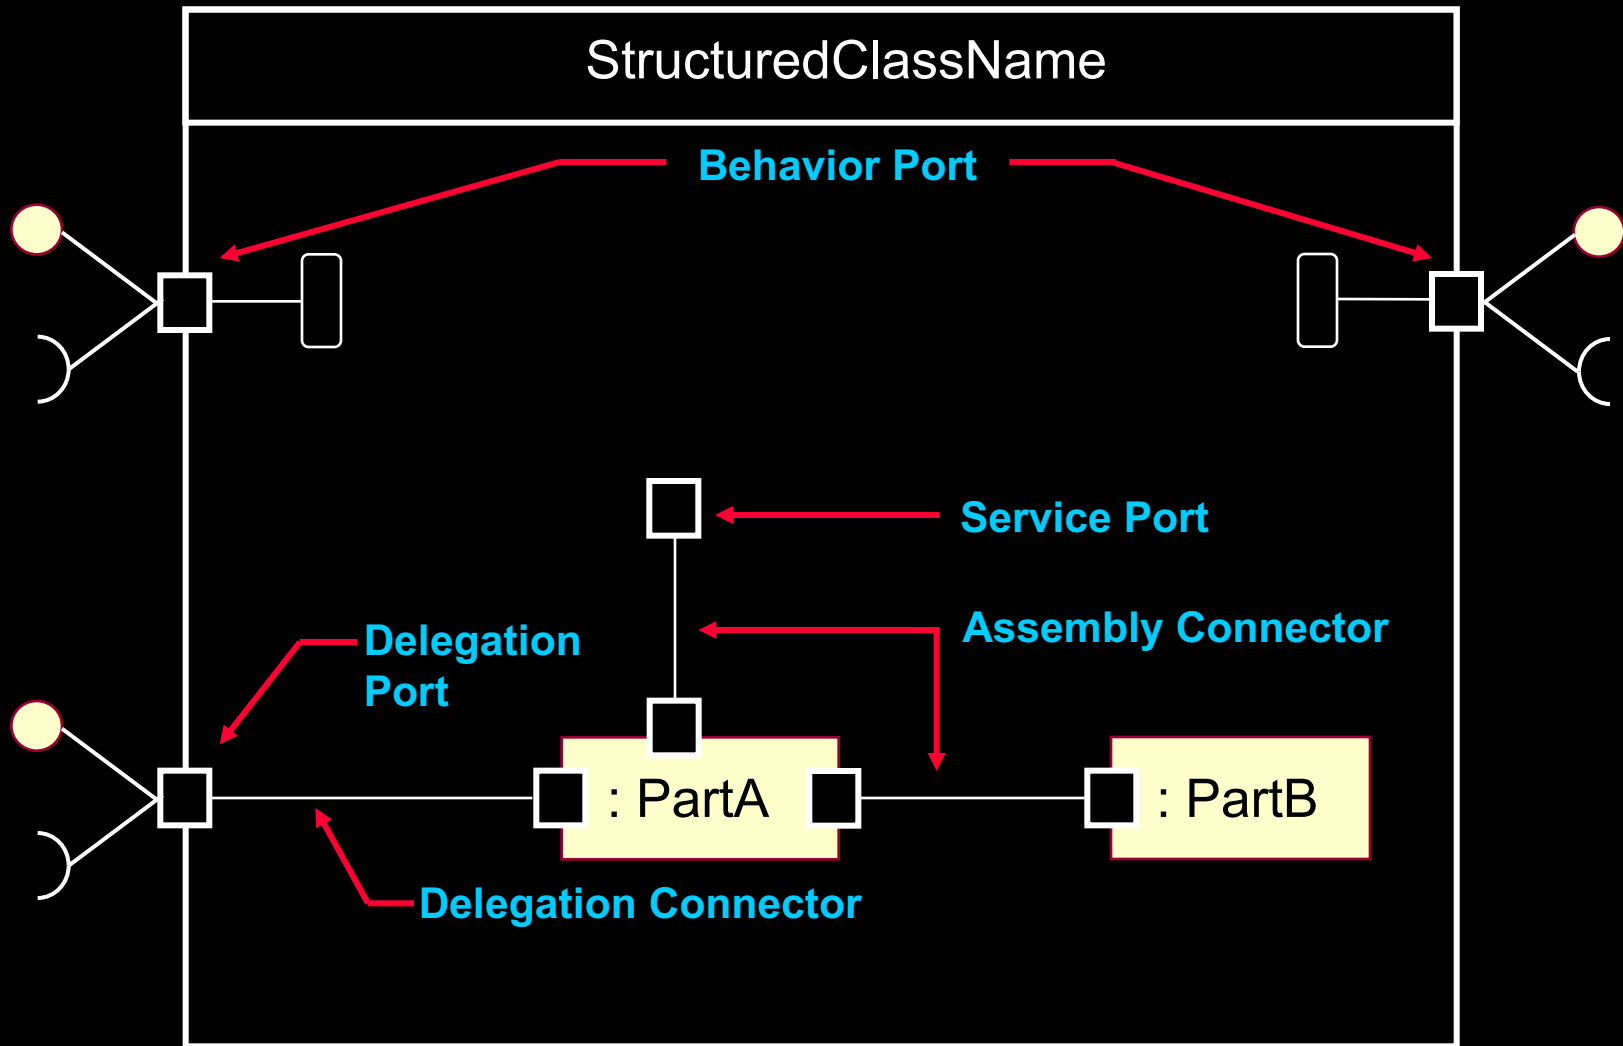 StructuredClassName
Behavior Port
Service Port
Assembly Connector
Delegation
Port
: PartA
: PartB
Delegation Connector